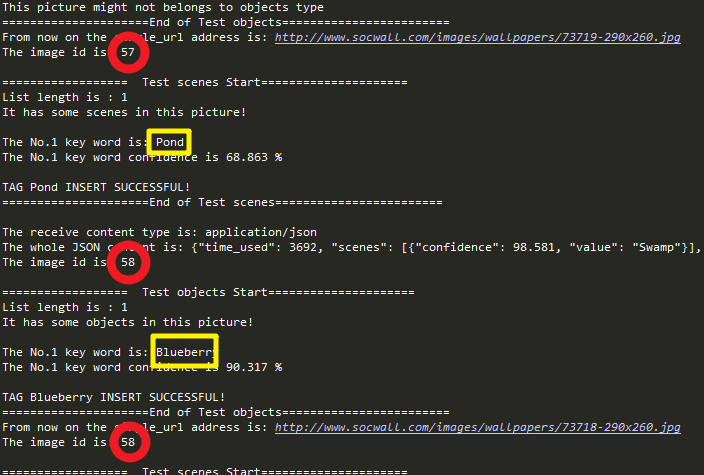 This picture might not belongs to objects type
=====================End of Test objects========================
From now on the single_url address is: http://www.socwall.com/images/wallpapers/73719-290x260.jpg
The image id is 57
==================  Test scenes Start=====================
List length is : 1
It has some scenes in this picture!
The No.1 key word is: Pond
The No.1 key word confidence is 68.863 %
TAG Pond INSERT SUCCESSFUL!
=====================End of Test scenes========================
The receive content type is: application/json
The whole JSON content is: {"time_used": 3692, "scenes": [{"confidence": 98.581, "value": "Swamp"}],
The image id is 58
==================  Test objects Start=====================
List length is : 1
It has some objects in this picture!
The No.1 key word is: Blueberry
The No.1 key word confidence is 90.317 %
TAG Blueberry INSERT SUCCESSFUL!
=====================End of Test objects========================
From now on the single_url address is: http://www.socwall.com/images/wallpapers/73718-290x260.jpg
The image id is 58
==================  Test scenes Start=====================